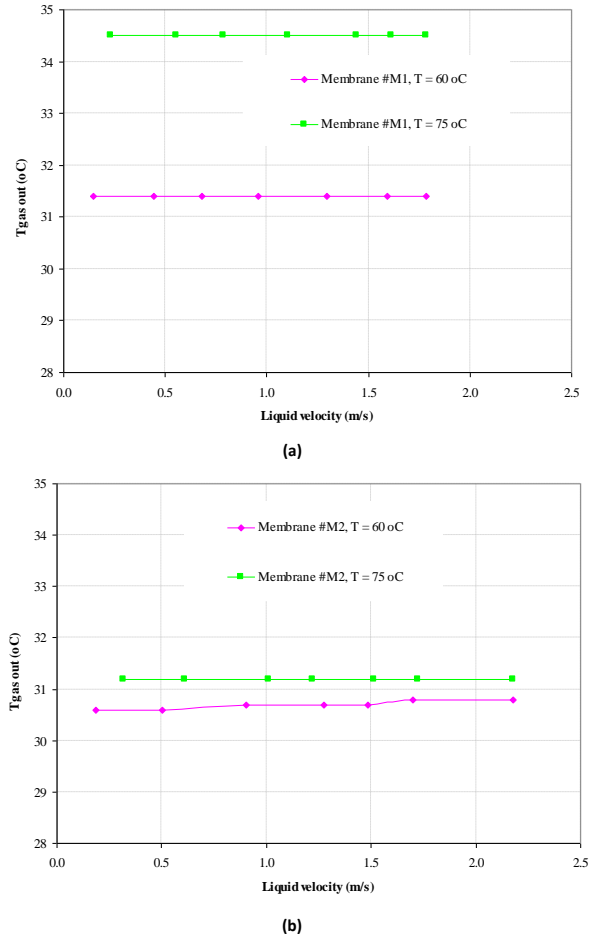 35
34
33
32
31
30
29
28
Tgas out (oC)
Membrane #M1, T = 60 oC
Membrane #M1, T = 75 oC
0.0 0.5 1.0 1.5 2.0 2.5
Liquid velocity (m/s)
(a)
35
34
33
32
31
30
29
28
Tgas out (oC)
Membrane #M2, T = 60 oC
Membrane #M2, T = 75 oC
0.0 0.5 1.0 1.5 2.0 2.5
Liquid velocity (m/s)
(b)